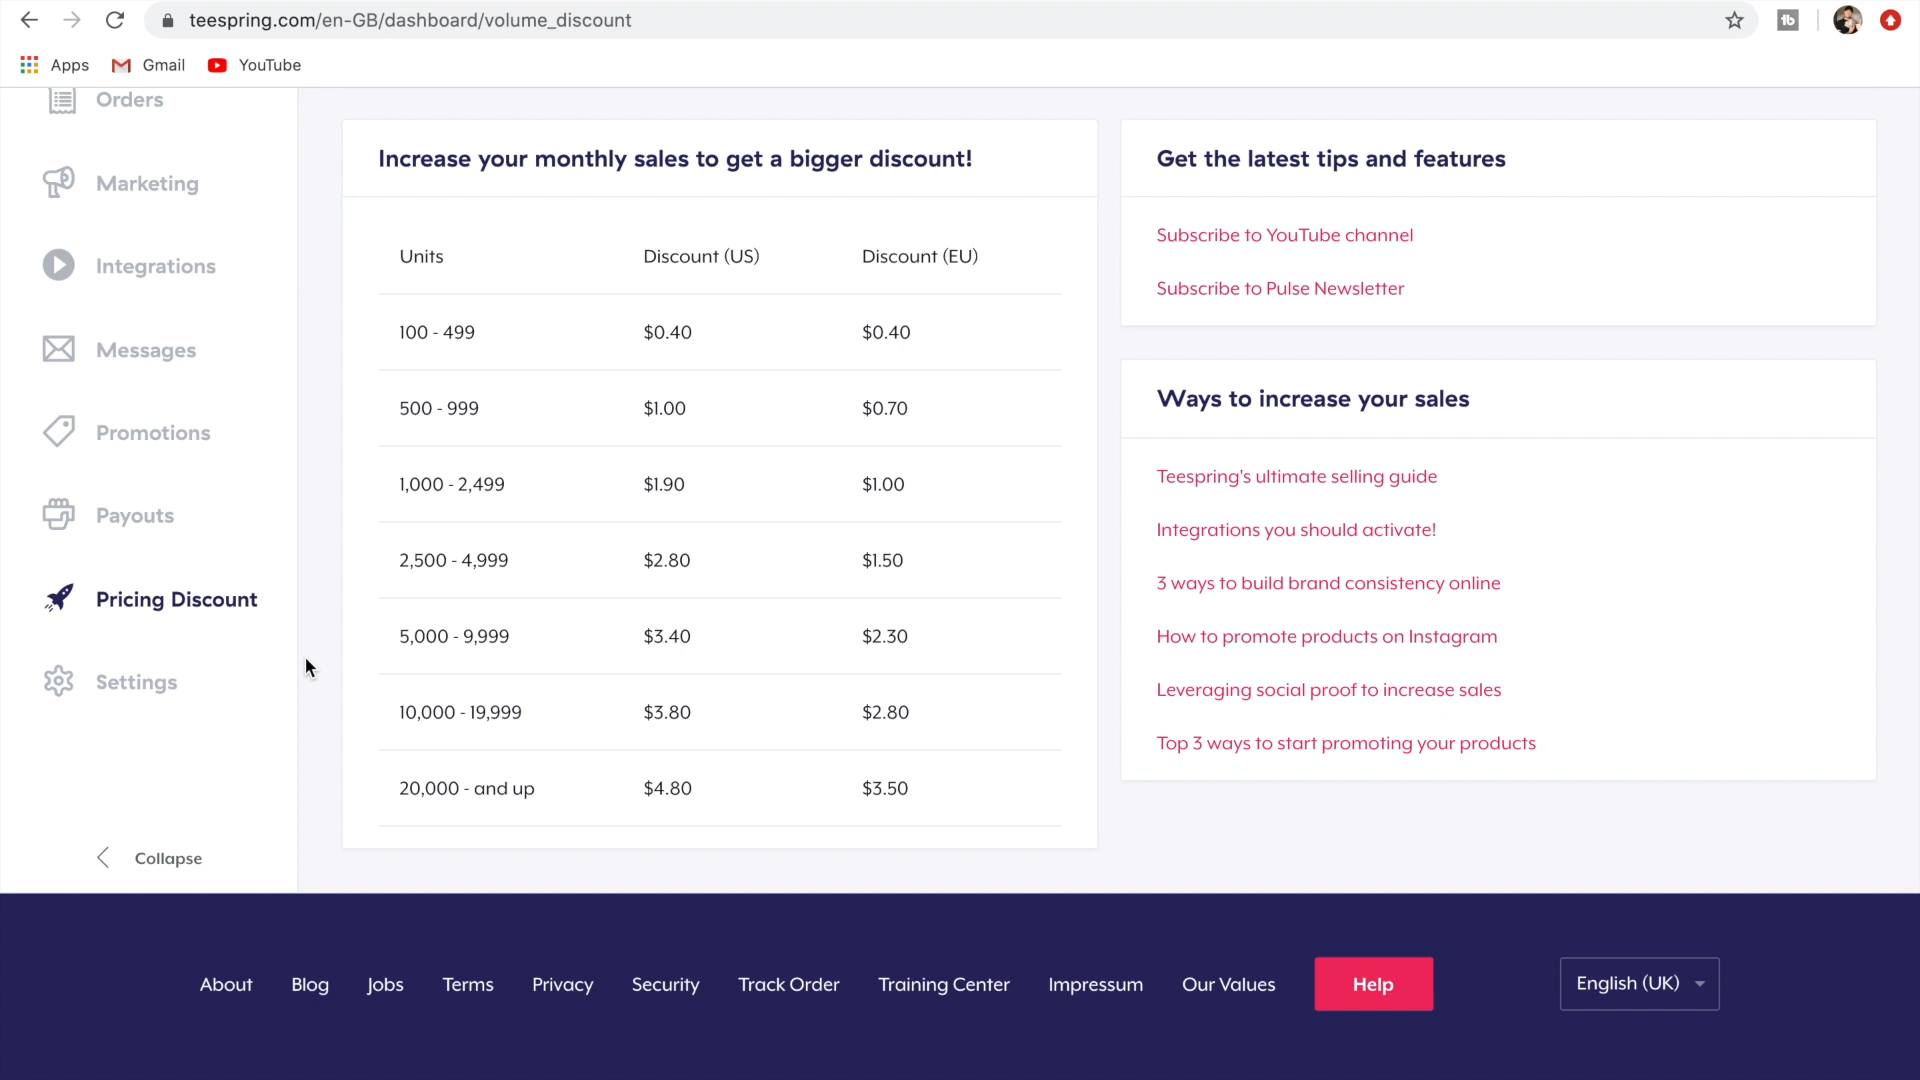 teespring.com/en-GB/dashboard/volume_discount
Apps Gmail YouTube
Orders
Marketing
Integrations
Messages
Promotions
Payouts
Pricing Discount
Settings
Collapse
Increase your monthly sales to get a bigger discount!
Units Discount (US) Discount (EU)
100 - 499 $0.40 $0.40
500 - 999 $1.00 $0.70
1,000 - 2,499 $1.90 $1.00
2,500 - 4,999 $2.80 $1.50
5,000 - 9,999 $3.40 $2.30
10,000 - 19,999 $3.80 $2.80
20,000 - and up $4.80 $3.50
Get the latest tips and features
Subscribe to YouTube channel
Subscribe to Pulse Newsletter
Ways to increase your sales
Teespring's ultimate selling guide
Integrations you should activate!
3 ways to build brand consistency online
How to promote products on Instagram
Leveraging social proof to increase sales
Top 3 ways to start promoting your products
About Blog Jobs Terms Privacy Security Track Order Training Center Impressum Our Values Help English (UK)